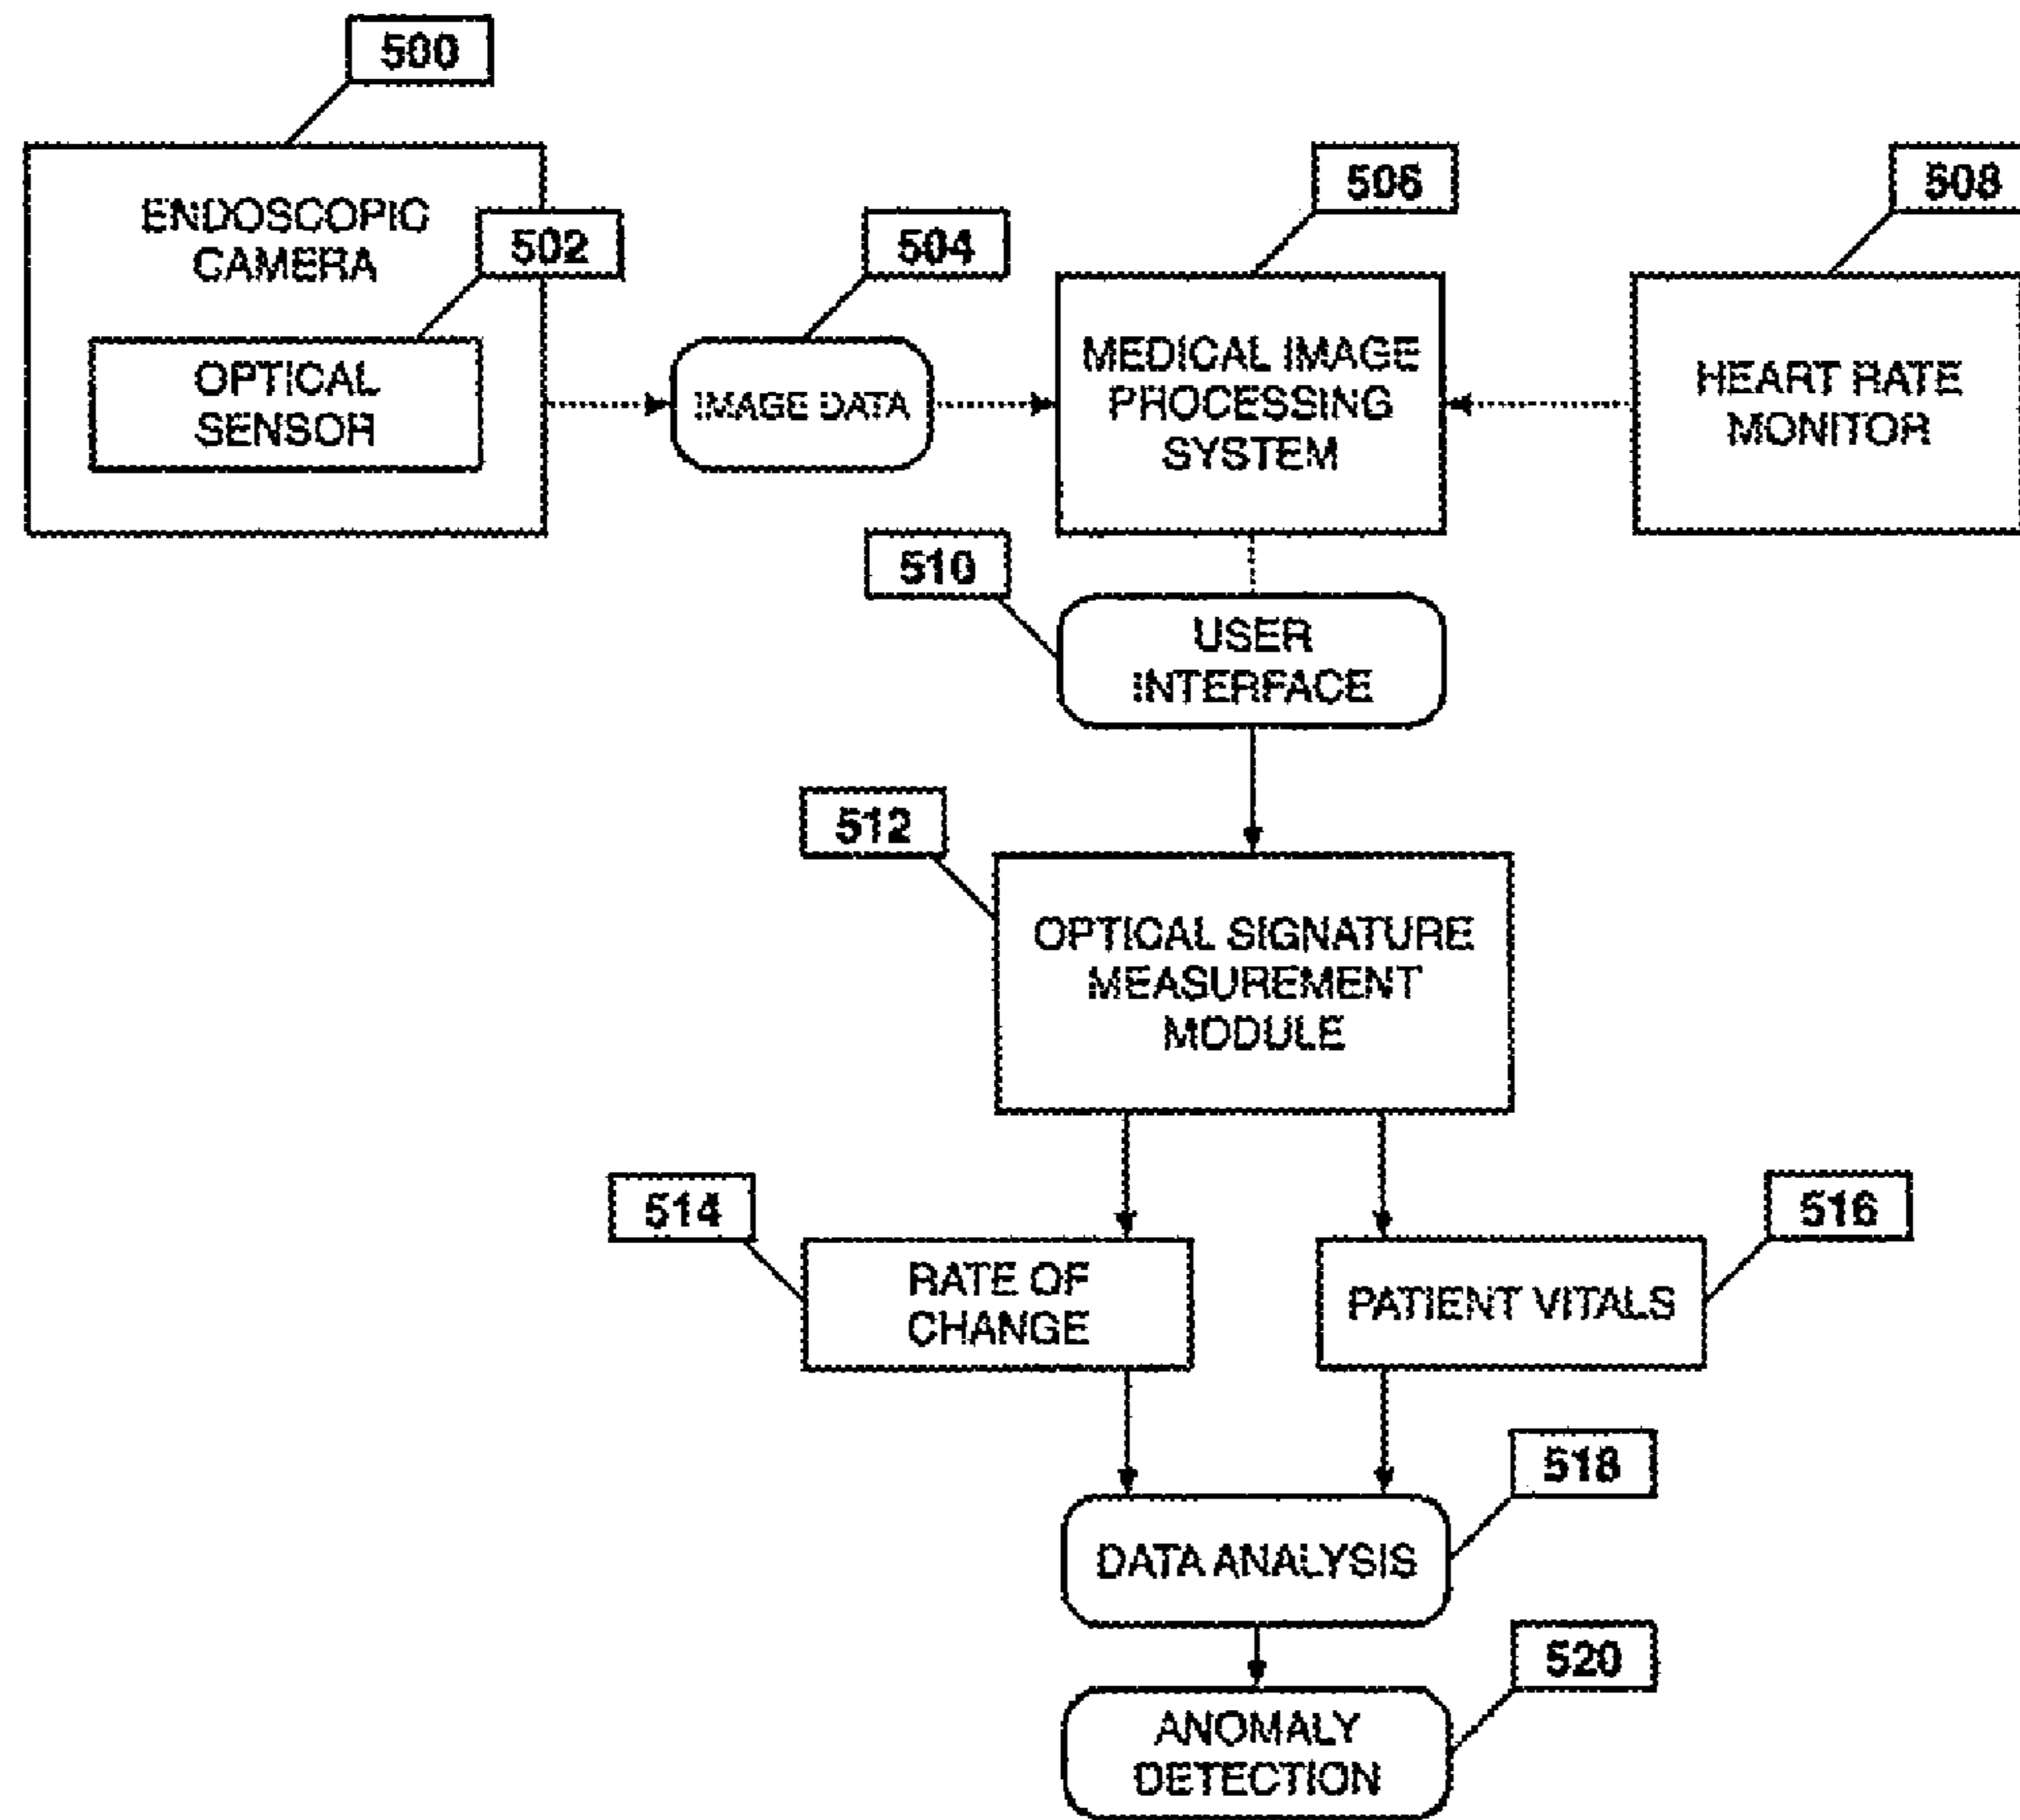 500
ENDOSCOPIC
CAMERA
502
OPTICAL
SENSOR
504
IMAGE DATA
506
MEDICAL IMAGE
PROCESSING
SYSTEM
508
HEART RATE
MONITOR
510
USER
INTERFACE
512
OPTICAL SIGNATURE
MEASUREMENT
MODULE
514
RATE OF
CHANGE
516
PATIENT VITALS
518
DATA ANALYSIS
520
ANOMALY
DETECTION